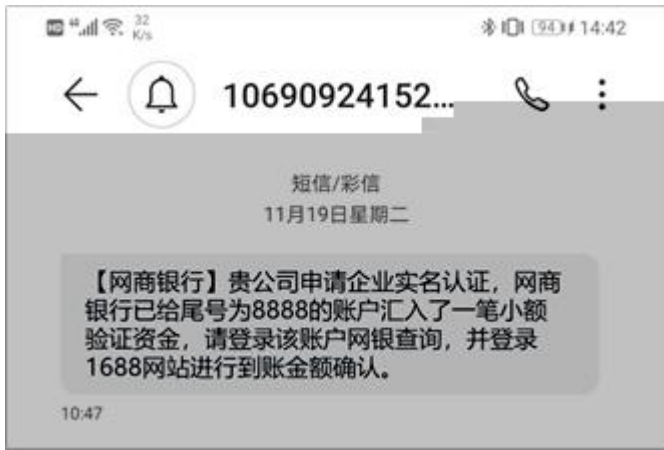 HD 4G 32 K/s 94 14:42
10690924152...
短信/彩信
11月19日星期二
【网商银行】贵公司申请企业实名认证，网商
银行已给尾号为8888的账户汇入了一笔小额
验证资金，请登录该账户网银查询，并登录
1688网站进行到账金额确认。
10:47